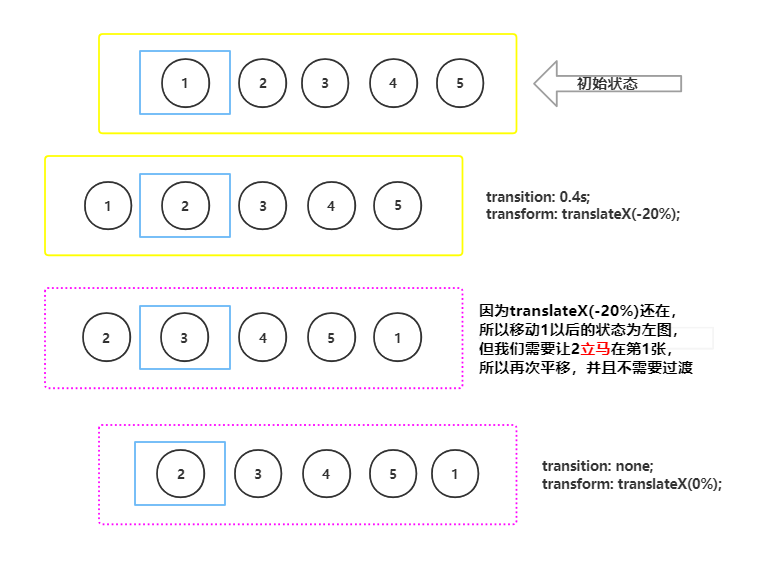 1 2 3 4 5
初始状态
1 2 3 4 5
transition: 0.4s;
transform: translateX(-20%);
2 3 4 5 1
因为translateX(-20%)还在，
所以移动1以后的状态为左图，
但我们需要让2立马在第1张，
所以再次平移，并且不需要过渡
2 3 4 5 1
transition: none;
transform: translateX(0%);